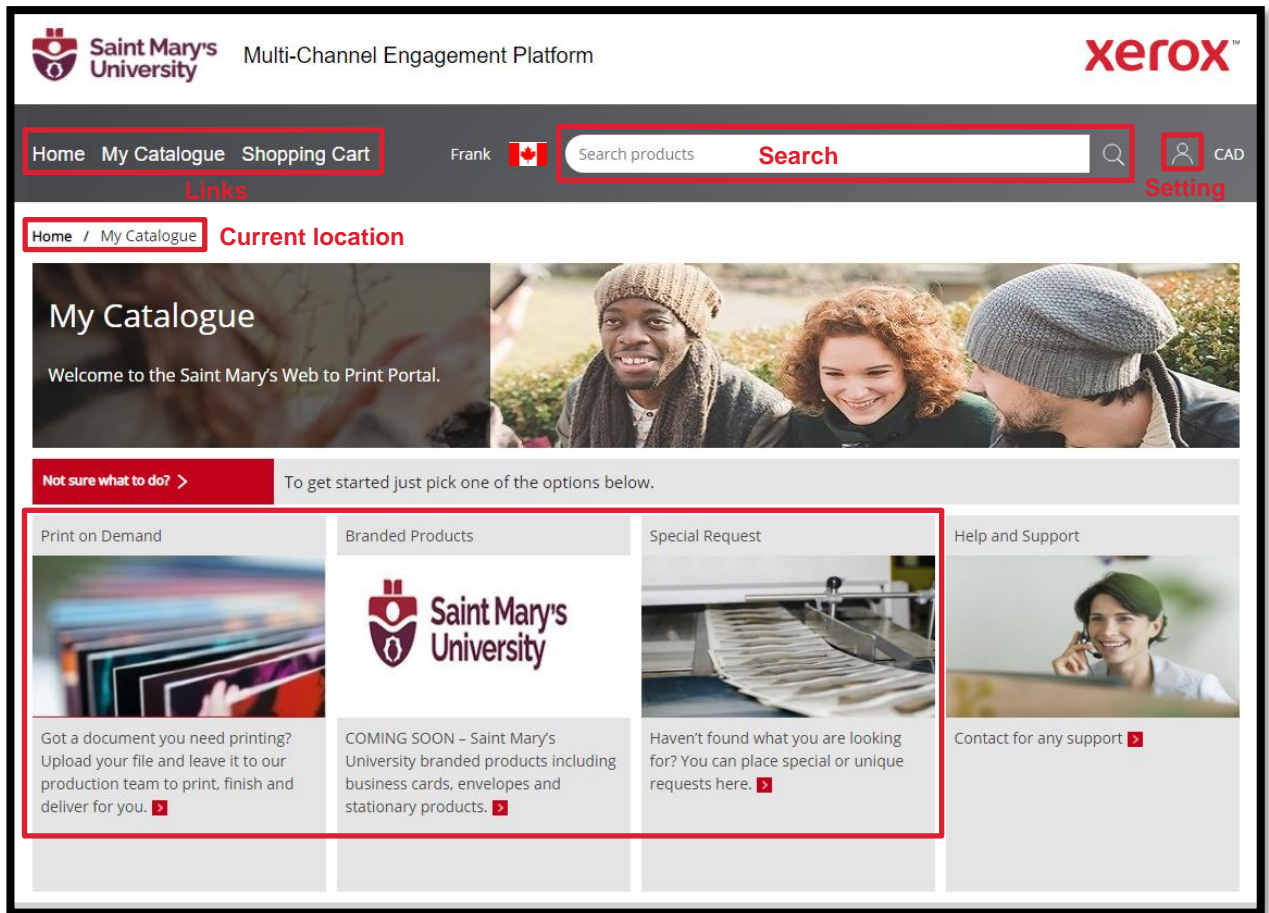 Saint Mary's
University
Multi-Channel Engagement Platform
xerox™
Home My Catalogue Shopping Cart
Frank
Search products
Search
CAD
Links
Setting
Home / My Catalogue
Current location
My Catalogue
Welcome to the Saint Mary's Web to Print Portal.
Not sure what to do? >
To get started just pick one of the options below.
Print on Demand
Got a document you need printing?
Upload your file and leave it to our
production team to print, finish and
deliver for you.
Branded Products
Saint Mary's
University
COMING SOON – Saint Mary's
University branded products including
business cards, envelopes and
stationary products.
Special Request
Haven't found what you are looking
for? You can place special or unique
requests here.
Help and Support
Contact for any support